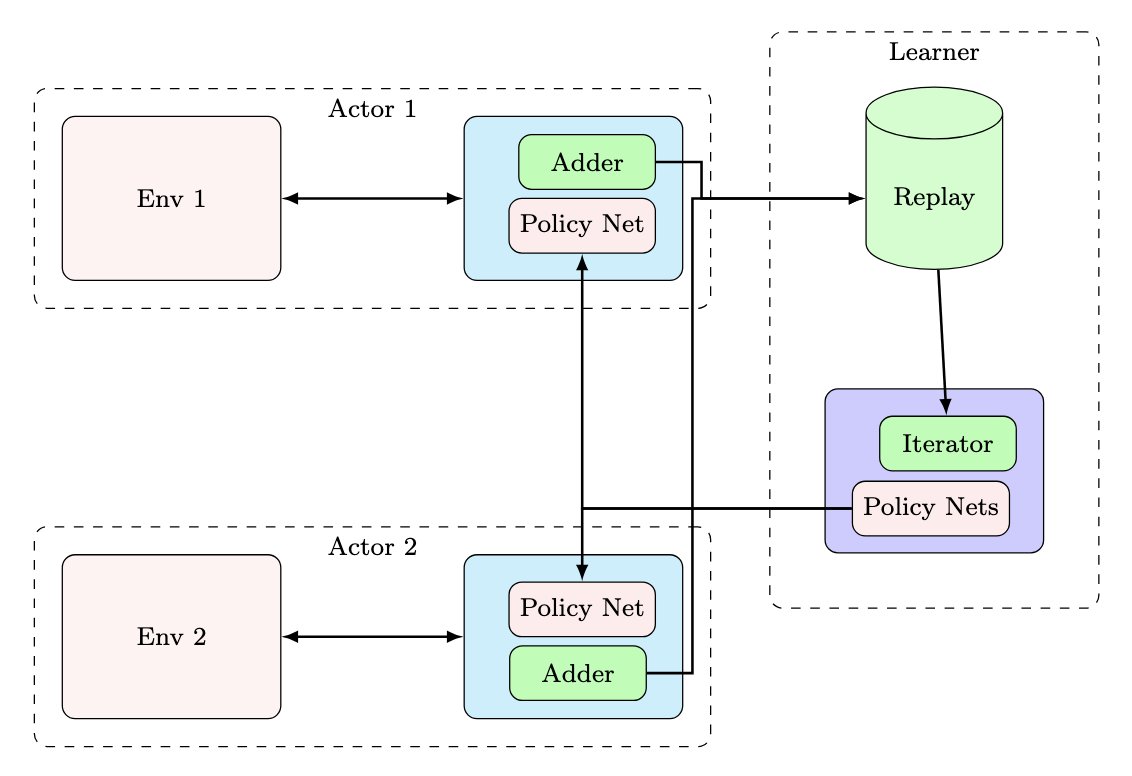 Learner
Actor 1
Adder
Env 1
Replay
Policy Net
Iterator
Policy Nets
Actor 2
Policy Net
Env 2
Adder